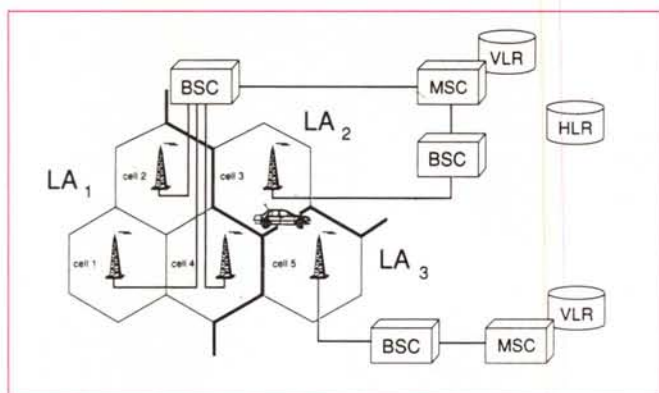 VLR
BSC
MSC
LA 2
HLR
BSC
cell 2
cell 3
LA 1
cell 1
cell 4
cell 5
LA 3
VLR
BSC
MSC